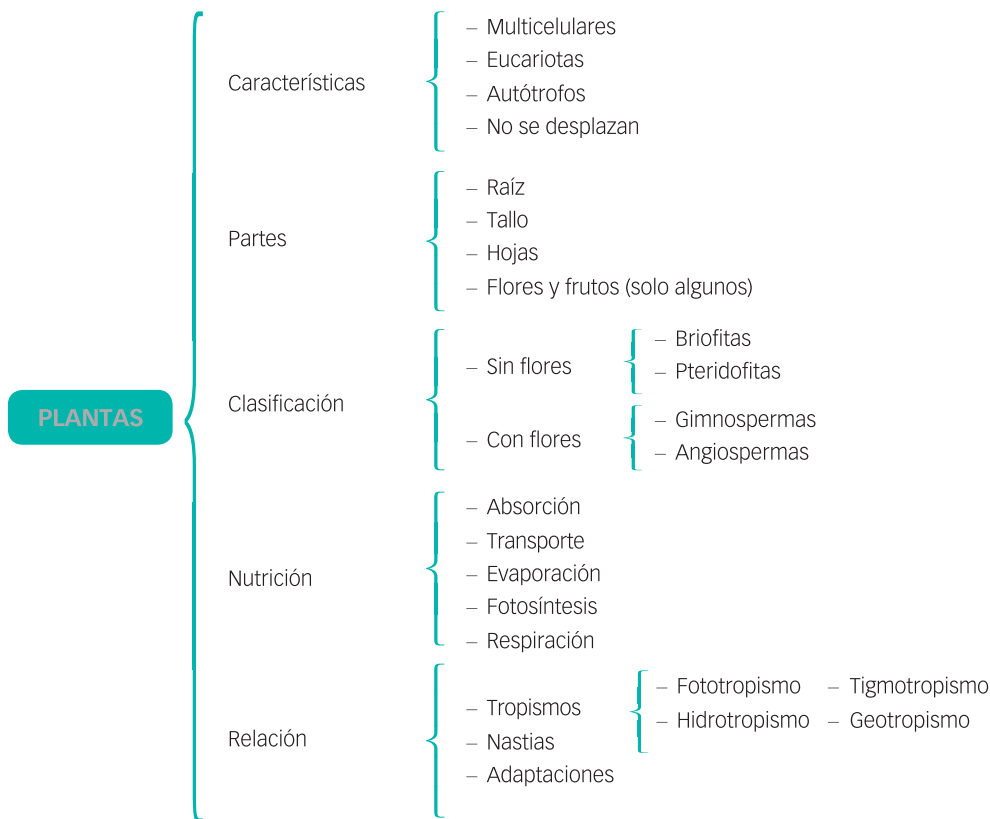 PLANTAS
Características
– Multicelulares
– Eucariotas
– Autótrofos
– No se desplazan
Partes
– Raíz
– Tallo
– Hojas
– Flores y frutos (solo algunos)
Clasificación
– Sin flores
– Briofitas
– Pteridofitas
– Con flores
– Gimnospermas
– Angiospermas
Nutrición
– Absorción
– Transporte
– Evaporación
– Fotosíntesis
– Respiración
Relación
– Tropismos
– Fototropismo – Tigmotropismo
– Hidrotropismo – Geotropismo
– Nastias
– Adaptaciones